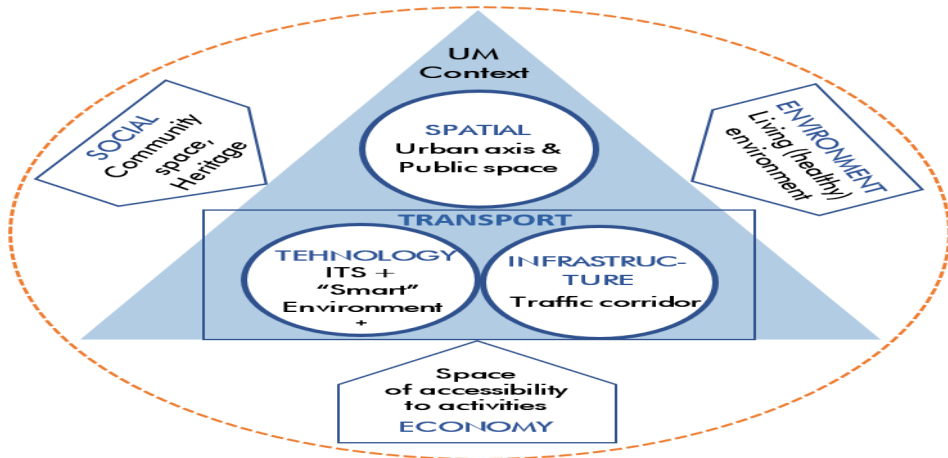 UM
Context
SPATIAL
Urban axis &
Public space
SOCIAL
Community
space,
Heritage
ENVIRONMENT
Living (healthy)
environment
TRANSPORT
TEHNOLOGY
ITS +
“Smart”
Environment
+
INFRASTRUC-
TURE
Traffic corridor
Space
of accessibility
to activities
ECONOMY